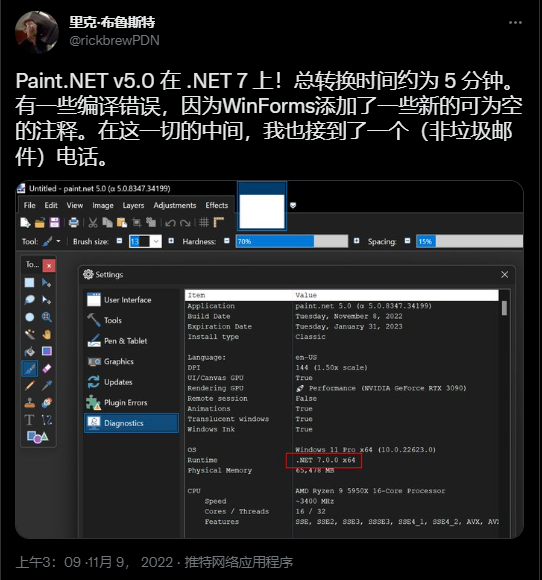 里克·布鲁斯特
@rickbrewPDN
Paint.NET v5.0 在 .NET 7 上！总转换时间约为 5 分钟。
有一些编译错误，因为WinForms添加了一些新的可为空
的注释。在这一切的中间，我也接到了一个（非垃圾邮
件）电话。
Untitled - paint.net 5.0 (α 5.0.8347.34199)
File Edit View Image Layers Adjustments Effects
Tool: Brush size: 13 Hardness: 70% Spacing: 15%
To...
Settings
User Interface
Tools
Pen & Tablet
Graphics
Updates
Plugin Errors
Diagnostics
Item Value
Application paint.net 5.0 (α 5.0.8347.34199)
Build Date Tuesday, November 8, 2022
Expiration Date Tuesday, January 31, 2023
Install type Classic
Language: en-US
DPI 144 (1.50x scale)
UI/Canvas GPU True
Rendering GPU Performance (NVIDIA GeForce RTX 3090)
Remote session False
Animations True
Translucent windows True
Windows Ink True
OS Windows 11 Pro x64 (10.0.22623.0)
Runtime .NET 7.0.0 x64
Physical Memory 65,478 MB
CPU AMD Ryzen 9 5950X 16-Core Processor
Speed ~3400 MHz
Cores / Threads 16 / 32
Features SSE, SSE2, SSE3, SSSE3, SSE4_1, SSE4_2, AVX, AVX
上午3：09 ·11月 9， 2022 · 推特网络应用程序